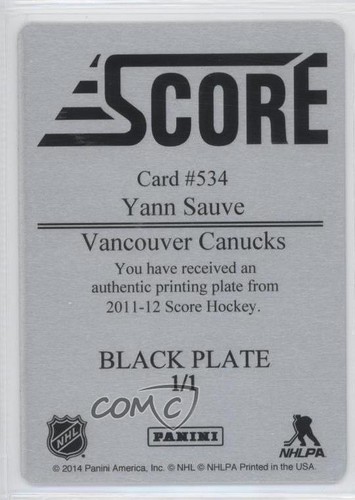 SCORE
Card #534
Yann Sauve
Vancouver Canucks
You have received an
authentic printing plate from
2011-12 Score Hockey.
BLACK PLATE
1/1
COMC
NHL
PANINI
NHLPA
© 2014 Panini America, Inc. © NHL © NHLPA Printed in the USA.